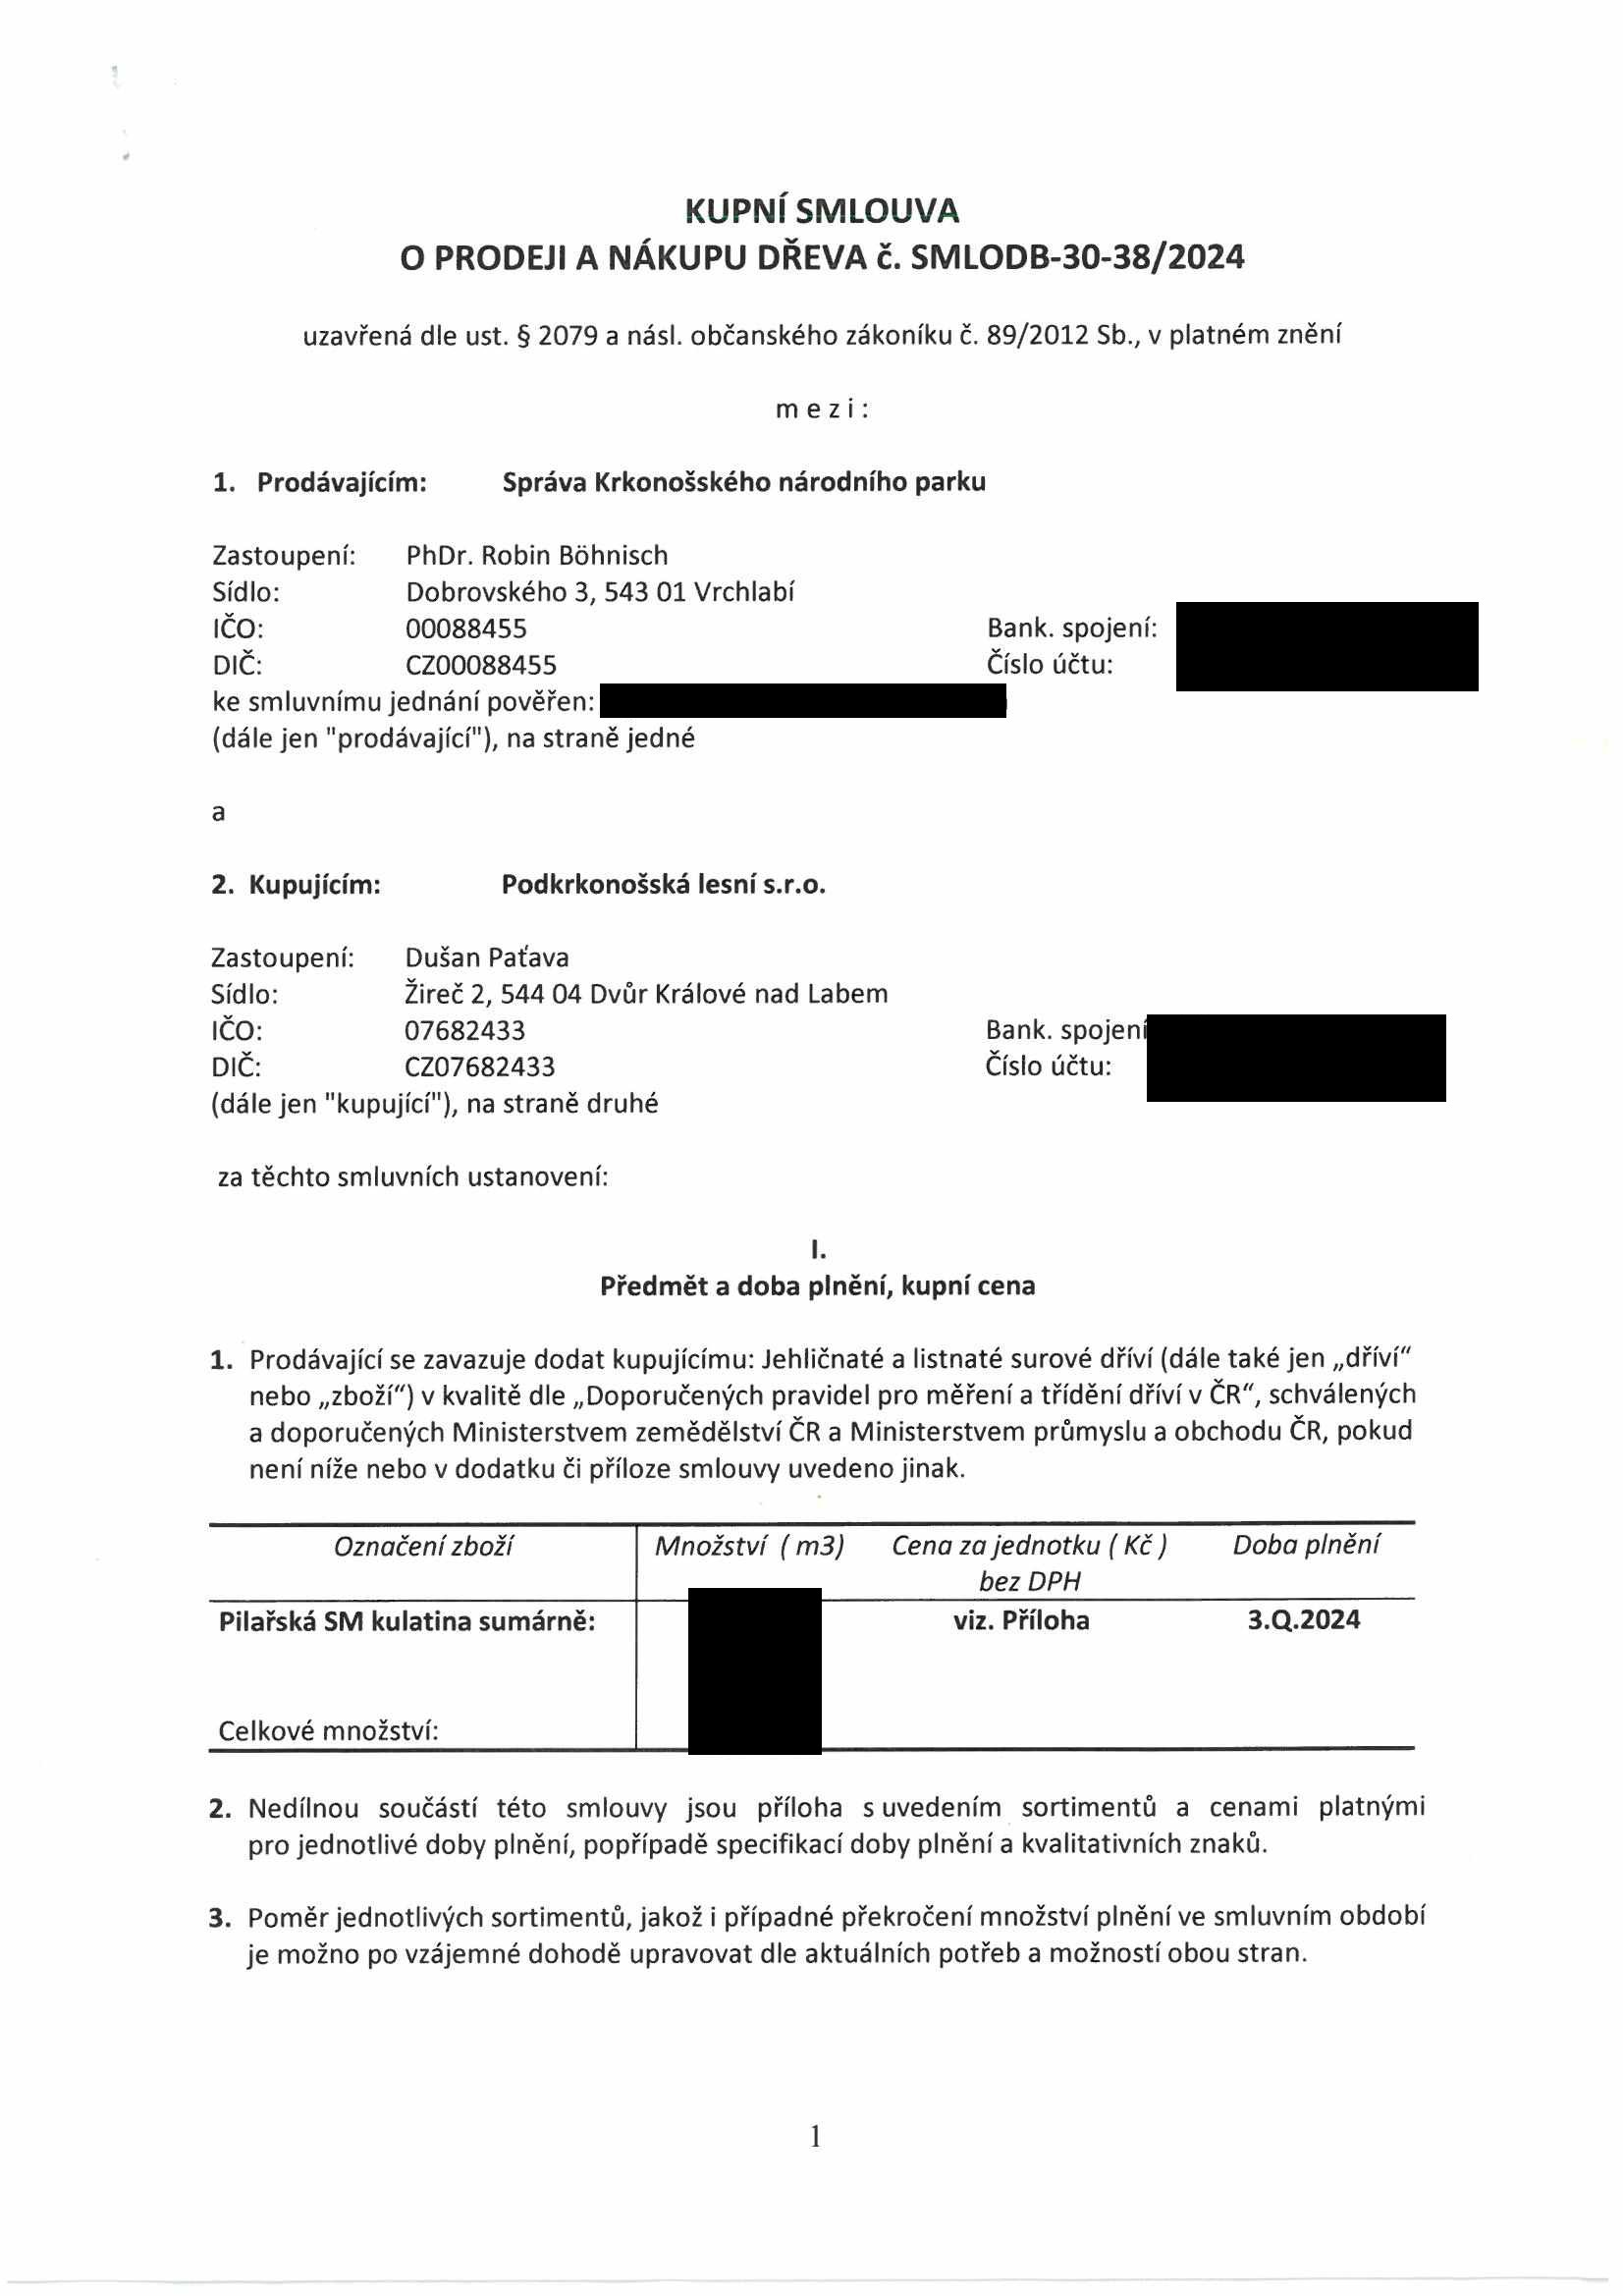 KUPNÍ SMLOUVA
O PRODEJI A NÁKUPU DŘEVA č. SMLODB-30-38/2024
uzavřená dle ust. § 2079 a násl. občanského zákoníku č. 89/2012 Sb., v platném znění
m e z i :
1. Prodávajícím: Správa Krkonošského národního parku
Zastoupení: PhDr. Robin Böhnisch
Sídlo: Dobrovského 3, 543 01 Vrchlabí
IČO: 00088455 Bank. spojení:
DIČ: CZ00088455 Číslo účtu:
ke smluvnímu jednání pověřen:
(dále jen "prodávající"), na straně jedné
a
2. Kupujícím: Podkrkonošská lesní s.r.o.
Zastoupení: Dušan Paťava
Sídlo: Žireč 2, 544 04 Dvůr Králové nad Labem
IČO: 07682433 Bank. spojení
DIČ: CZ07682433 Číslo účtu:
(dále jen "kupující"), na straně druhé
za těchto smluvních ustanovení:
I.
Předmět a doba plnění, kupní cena
1. Prodávající se zavazuje dodat kupujícímu: Jehličnaté a listnaté surové dříví (dále také jen „dříví“
nebo „zboží“) v kvalitě dle „Doporučených pravidel pro měření a třídění dříví v ČR“, schválených
a doporučených Ministerstvem zemědělství ČR a Ministerstvem průmyslu a obchodu ČR, pokud
není níže nebo v dodatku či příloze smlouvy uvedeno jinak.
Označení zboží Množství ( m3) Cena za jednotku ( Kč ) Doba plnění
bez DPH
Pilařská SM kulatina sumárně: viz. Příloha 3.Q.2024
Celkové množství:
2. Nedílnou součástí této smlouvy jsou příloha s uvedením sortimentů a cenami platnými
pro jednotlivé doby plnění, popřípadě specifikací doby plnění a kvalitativních znaků.
3. Poměr jednotlivých sortimentů, jakož i případné překročení množství plnění ve smluvním období
je možno po vzájemné dohodě upravovat dle aktuálních potřeb a možností obou stran.
1